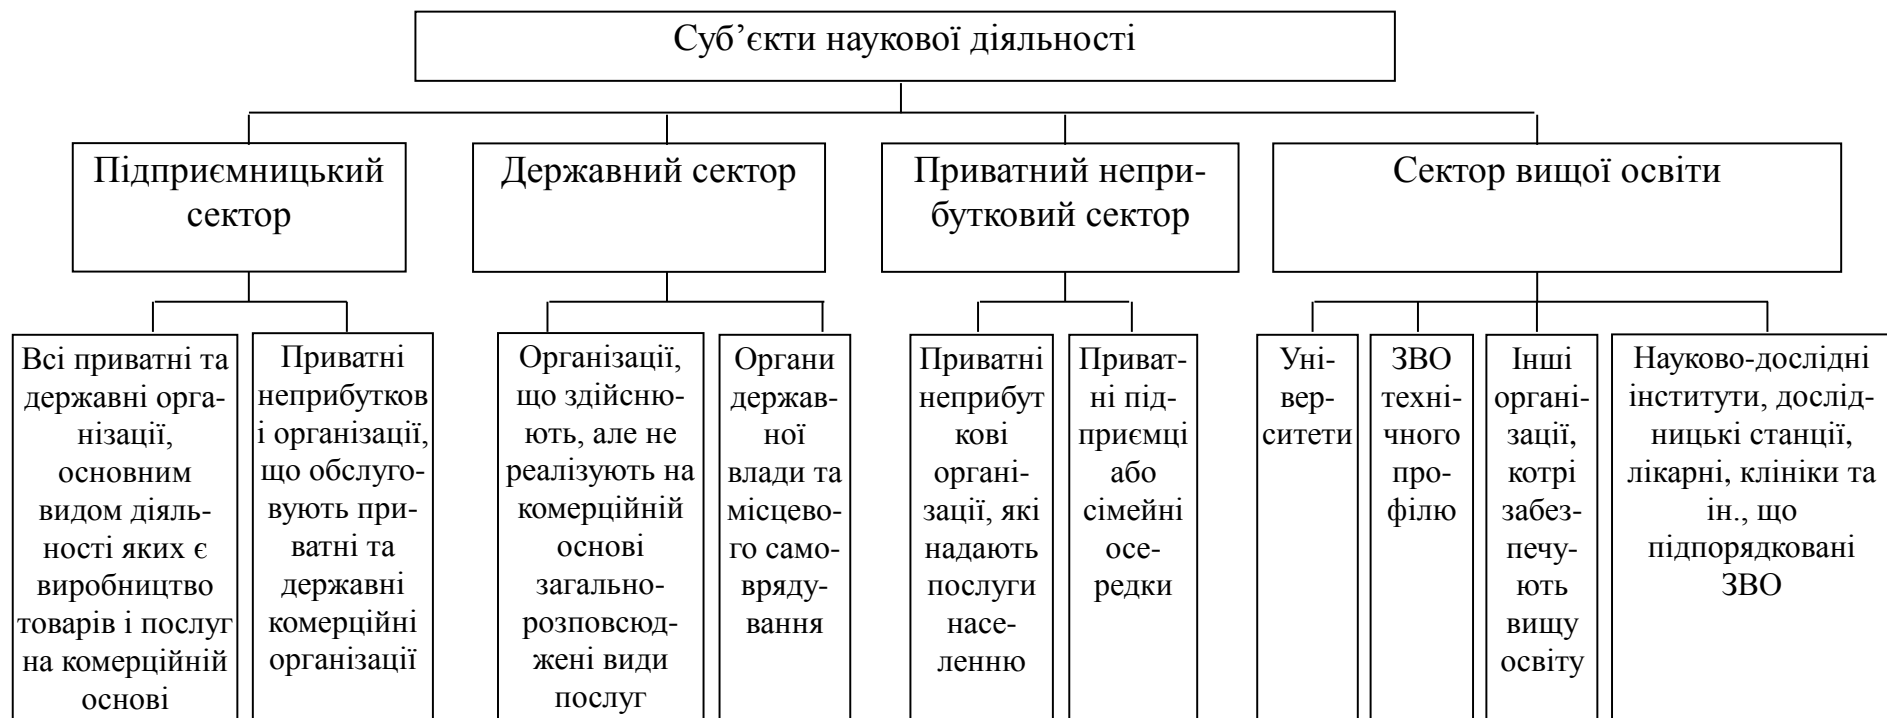 Суб’єкти наукової діяльності
Підприємницький
сектор
Державний сектор
Приватний непри-
бутковий сектор
Сектор вищої освіти
Всі приватні та
державні орга-
нізації,
основним
видом діяль-
ності яких є
виробництво
товарів і послуг
на комерційній
основі
Приватні
неприбутков
і організації,
що обслуго-
вують при-
ватні та
державні
комерційні
організації
Організації,
що здійсню-
ють, але не
реалізують на
комерційній
основі
загально-
розповсюд-
жені види
послуг
Органи
держав-
ної
влади та
місцево-
го само-
вряду-
вання
Приватні
неприбут
кові
органі-
зації, які
надають
послуги
насе-
ленню
Приват-
ні під-
приємці
або
сімейні
осе-
редки
Уні-
вер-
ситети
ЗВО
техні-
чного
про-
філю
Інші
органі-
зації,
котрі
забез-
печу-
ють
вищу
освіту
Науково-дослідні
інститути, дослід-
ницькі станції,
лікарні, клініки та
ін., що
підпорядковані
ЗВО